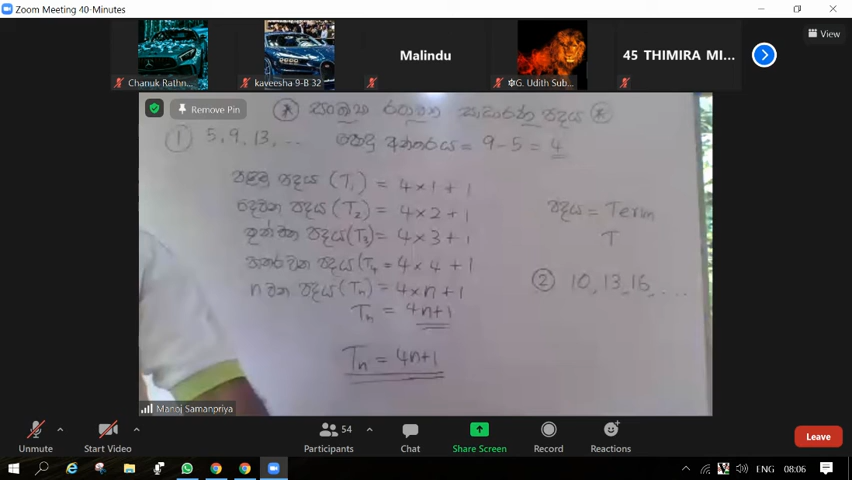 Zoom Meeting 40-Minutes
View
Chanuk Rathn...
kaveesha 9-B 32
Malindu
✽G. Udith Sub...
45 THIMIRA MI...
Remove Pin
සාධාරණ පදය
① 5, 9, 13, ... පොදු අන්තරය = 9 - 5 = 4
පළමු පදය (T₁) = 4 × 1 + 1
දෙවන පදය (T₂) = 4 × 2 + 1
තුන්වන පදය (T₃) = 4 × 3 + 1
හතරවන පදය (T₄ = 4 × 4 + 1
n වන පදය (Tₙ) = 4 × n + 1
Tₙ = 4n+1
Tₙ = 4n+1
පදය = Term
T
② 10, 13, 16, ....
Manoj Samanpriya
Unmute
Start Video
54
Participants
Chat
Share Screen
Record
Reactions
Leave
ENG
08:06